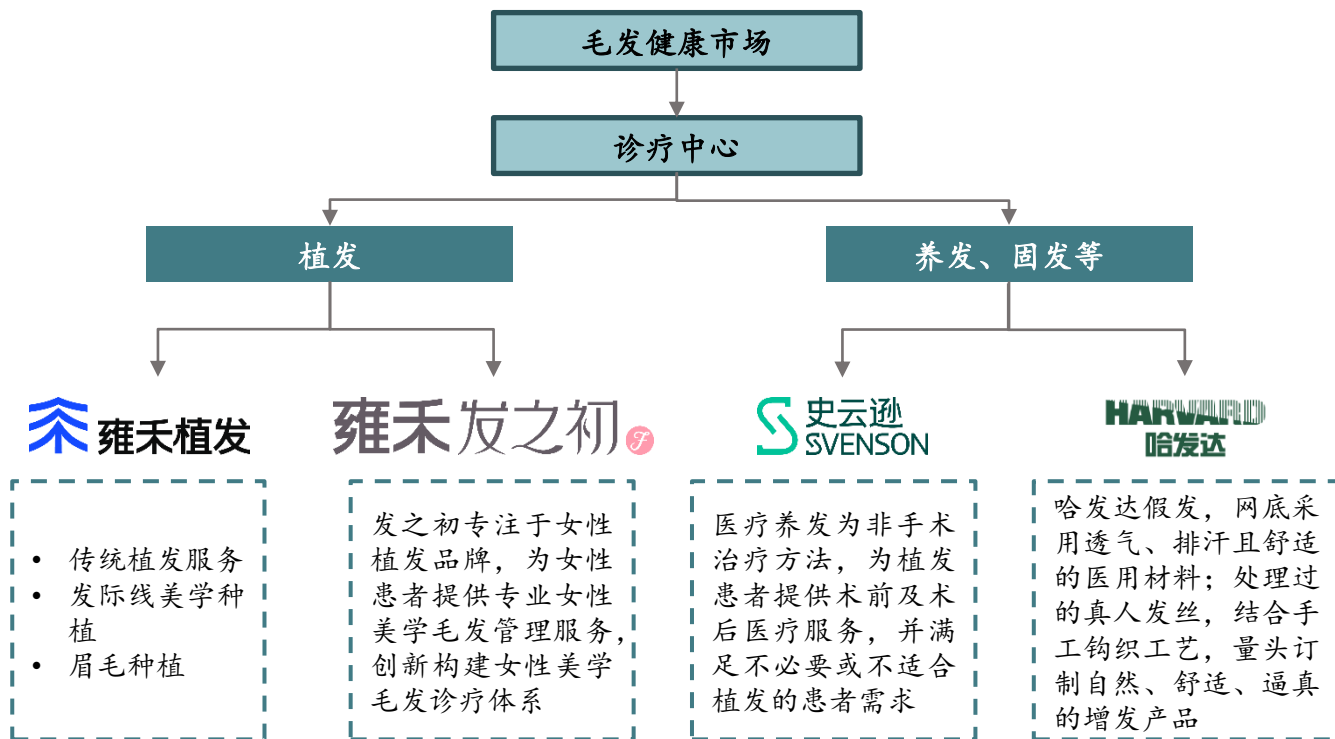 毛发健康市场
诊疗中心
植发
养发、固发等
雍禾植发
雍禾发之初
F
史云逊
SVENSON
HARVARD
哈发达
• 传统植发服务
• 发际线美学种
植
• 眉毛种植
发之初专注于女性
植发品牌，为女性
患者提供专业女性
美学毛发管理服务，
创新构建女性美学
毛发诊疗体系
医疗养发为非手术
治疗方法，为植发
患者提供术前及术
后医疗服务，并满
足不必要或不适合
植发的患者需求
哈发达假发，网底采
用透气、排汗且舒适
的医用材料；处理过
的真人发丝，结合手
工钩织工艺，量头订
制自然、舒适、逼真
的增发产品